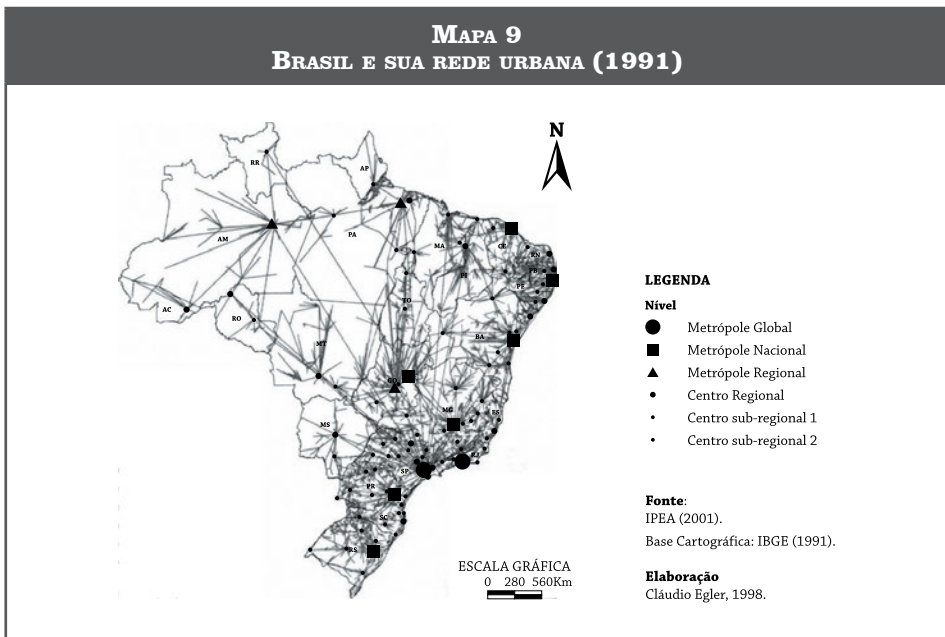 MAPA 9
BRASIL E SUA REDE URBANA (1991)
N
RR
AP
AM
PA
MA
CE
RN
PB
PI
PE
AC
RO
TO
MT
BA
GO
MG
ES
MS
SP
RJ
PR
SC
RS
ESCALA GRÁFICA
0 280 560Km
LEGENDA
Nível
Metrópole Global
Metrópole Nacional
Metrópole Regional
Centro Regional
Centro sub-regional 1
Centro sub-regional 2
Fonte:
IPEA (2001).
Base Cartográfica: IBGE (1991).
Elaboração
Cláudio Egler, 1998.